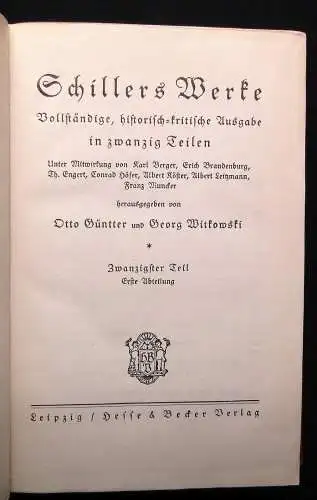 Schillers Werke
Vollständige, historisch-kritische Ausgabe
in zwanzig Teilen
Unter Mitwirkung von Karl Berger, Erich Brandenburg,
Th. Engert, Conrad Höfer, Albert Köster, Albert Leitzmann,
Franz Muncker
herausgegeben von
Otto Güntter und Georg Witkowski
*
Zwanzigster Teil
Erste Abteilung
HB
V
Leipzig / Hesse & Becker Verlag